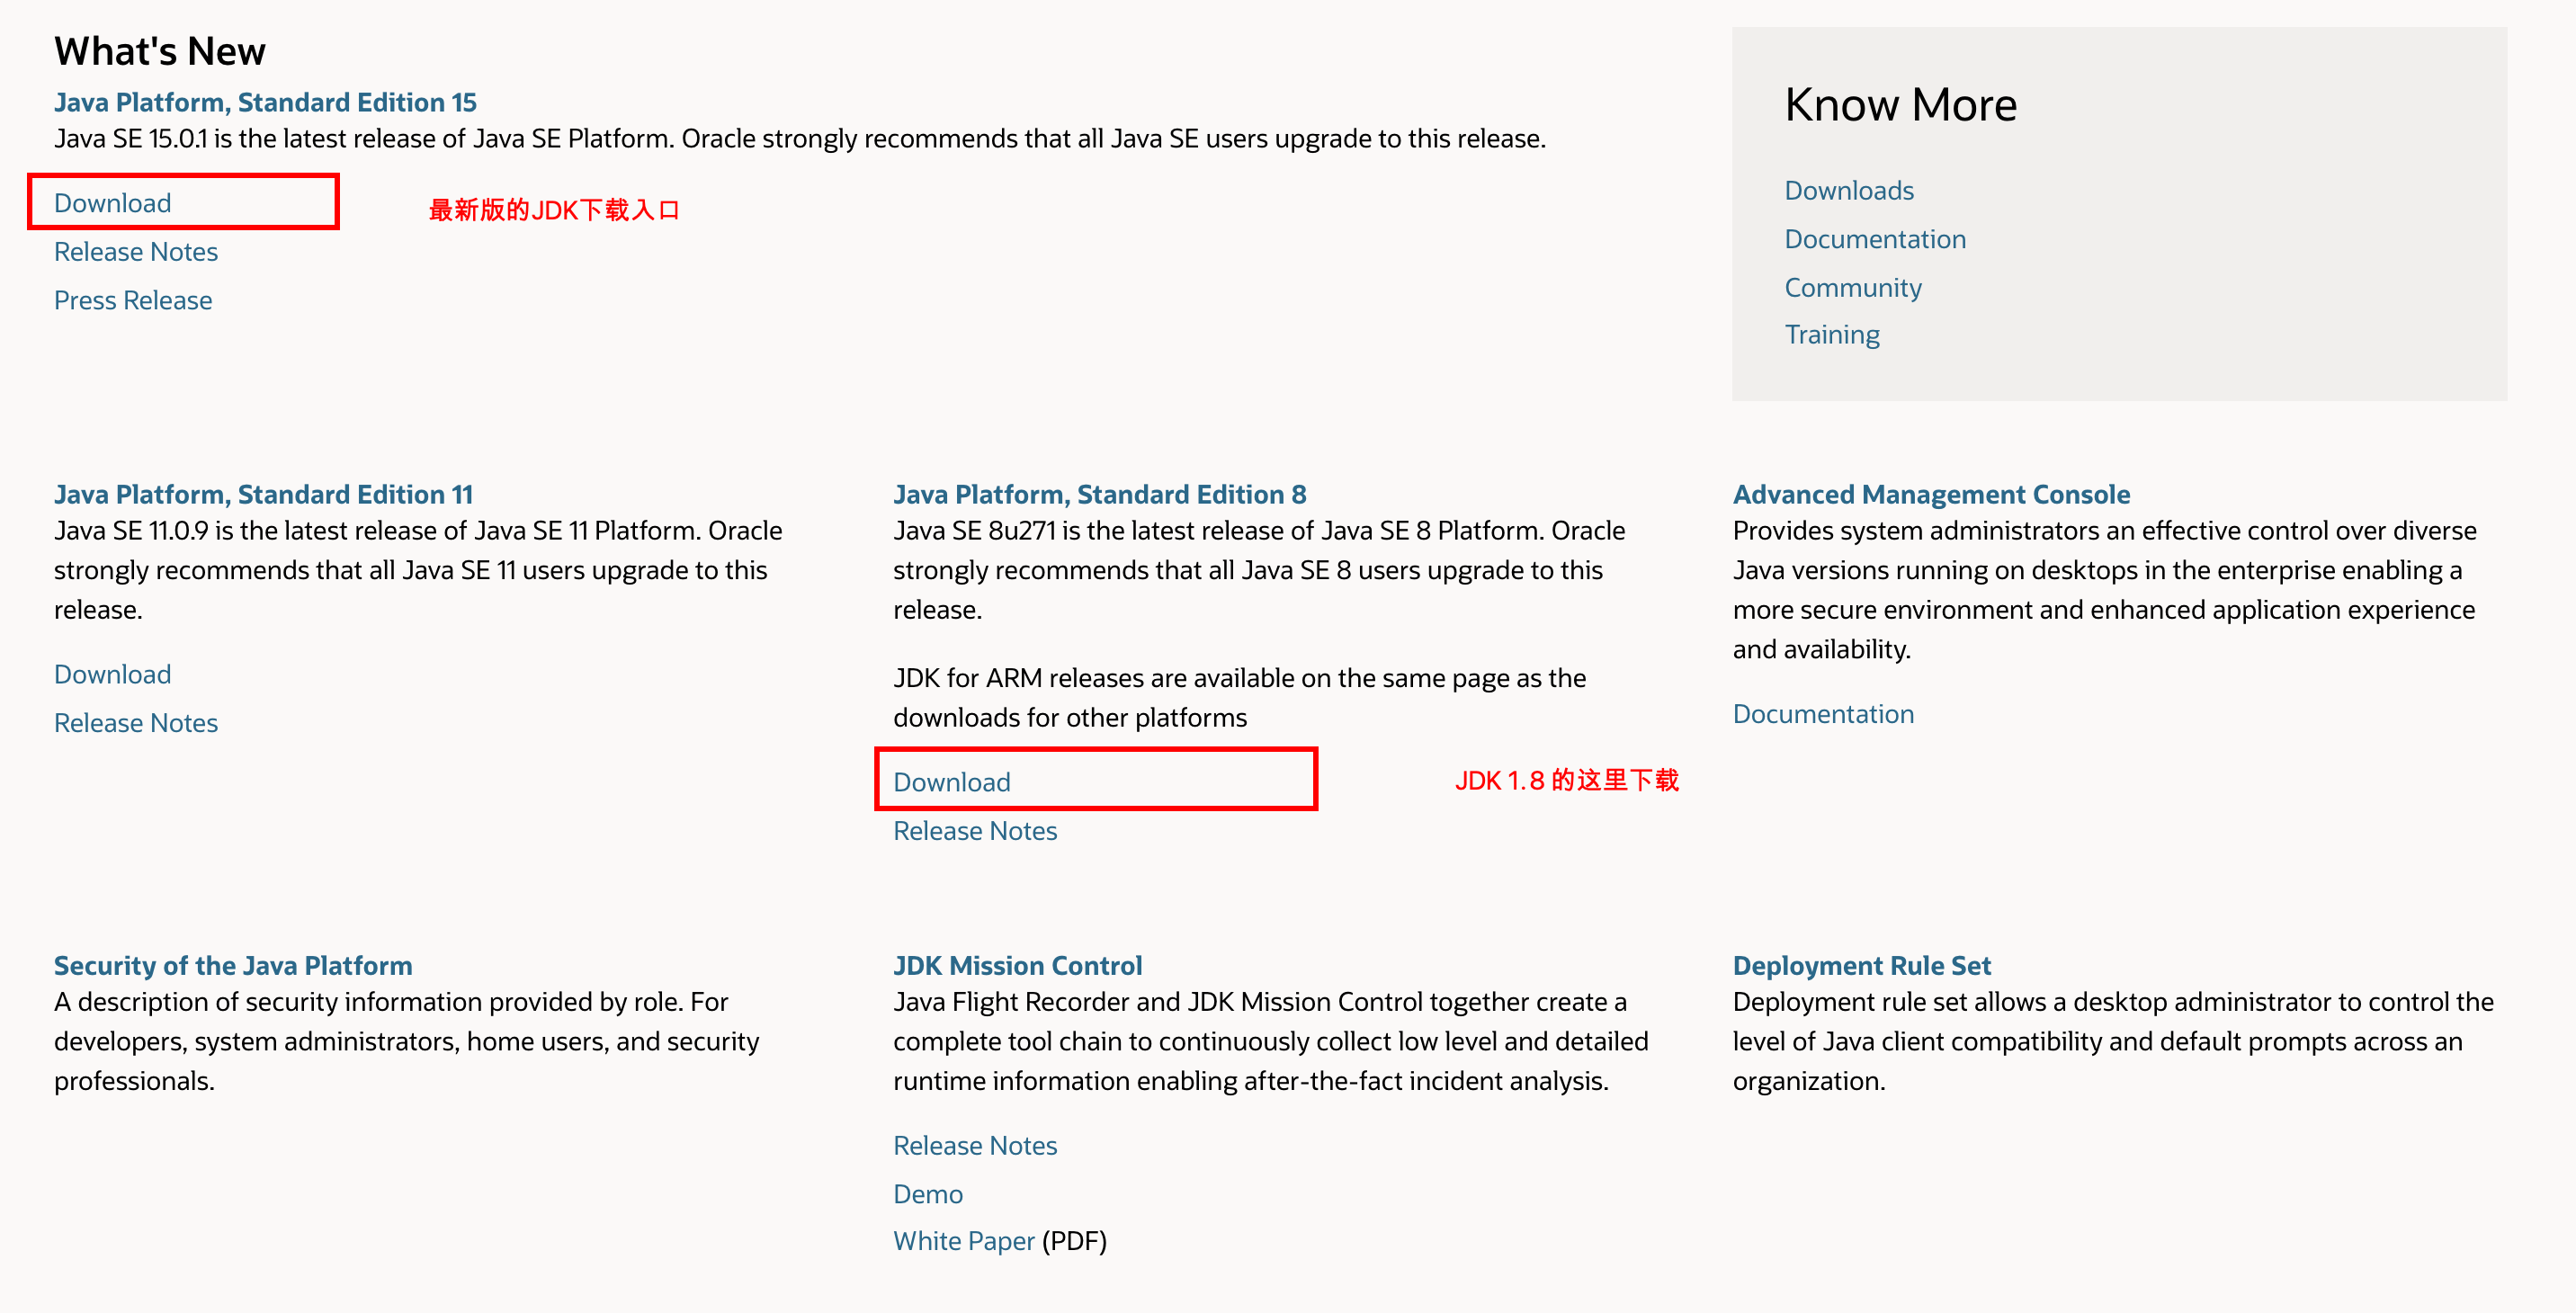 What's New
Java Platform, Standard Edition 15
Java SE 15.0.1 is the latest release of Java SE Platform. Oracle strongly recommends that all Java SE users upgrade to this release.
Download
最新版的JDK下载入口
Release Notes
Press Release
Know More
Downloads
Documentation
Community
Training
Java Platform, Standard Edition 11
Java SE 11.0.9 is the latest release of Java SE 11 Platform. Oracle
strongly recommends that all Java SE 11 users upgrade to this
release.
Download
Release Notes
Java Platform, Standard Edition 8
Java SE 8u271 is the latest release of Java SE 8 Platform. Oracle
strongly recommends that all Java SE 8 users upgrade to this
release.
JDK for ARM releases are available on the same page as the
downloads for other platforms
Download
JDK 1.8 的这里下载
Release Notes
Advanced Management Console
Provides system administrators an effective control over diverse
Java versions running on desktops in the enterprise enabling a
more secure environment and enhanced application experience
and availability.
Documentation
Security of the Java Platform
A description of security information provided by role. For
developers, system administrators, home users, and security
professionals.
JDK Mission Control
Java Flight Recorder and JDK Mission Control together create a
complete tool chain to continuously collect low level and detailed
runtime information enabling after-the-fact incident analysis.
Release Notes
Demo
White Paper (PDF)
Deployment Rule Set
Deployment rule set allows a desktop administrator to control the
level of Java client compatibility and default prompts across an
organization.